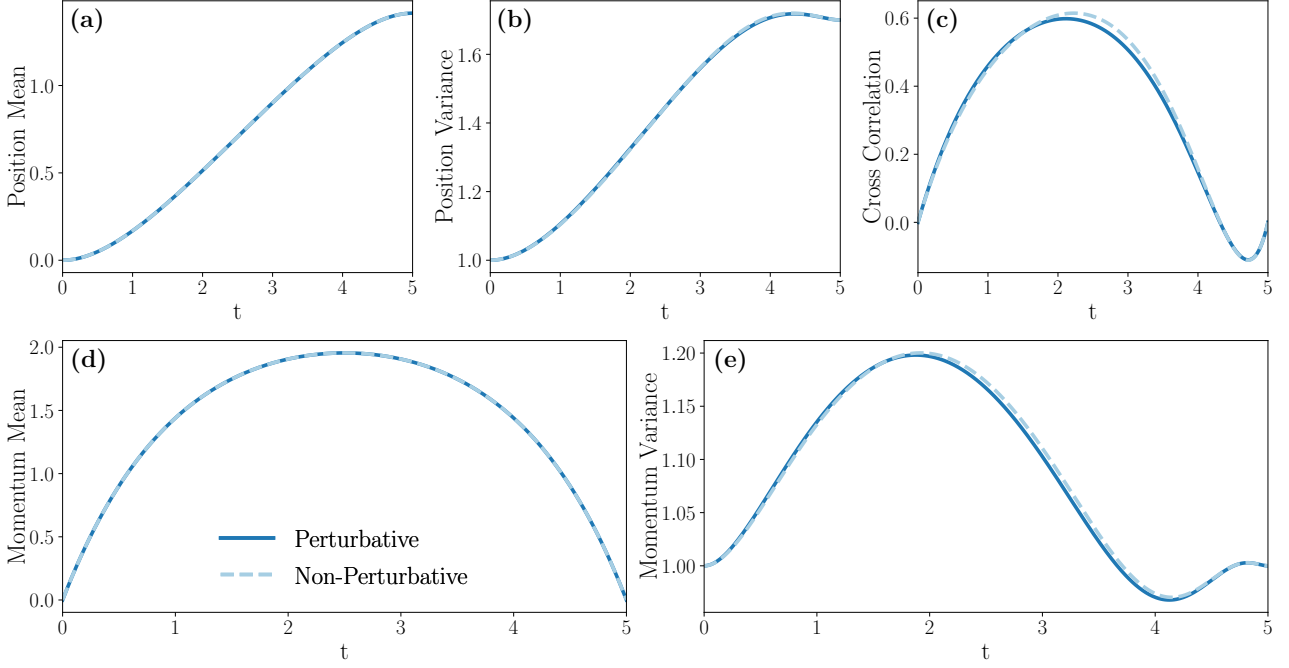 (a)
Position Mean
1.0
0.5
0.0
0 1 2 3 4 5
t
(b)
Position Variance
1.6
1.4
1.2
1.0
0 1 2 3 4 5
t
(c)
Cross Correlation
0.6
0.4
0.2
0.0
0 1 2 3 4 5
t
(d)
Momentum Mean
2.0
1.5
1.0
0.5
0.0
Perturbative
Non-Perturbative
0 1 2 3 4 5
t
(e)
Momentum Variance
1.20
1.15
1.10
1.05
1.00
0 1 2 3 4 5
t